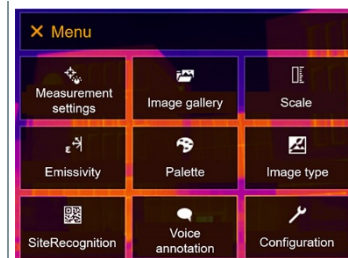 Menu
Measurement
settings
Image gallery
Scale
Emissivity
Palette
Image type
SiteRecognition
Voice
annotation
Configuration